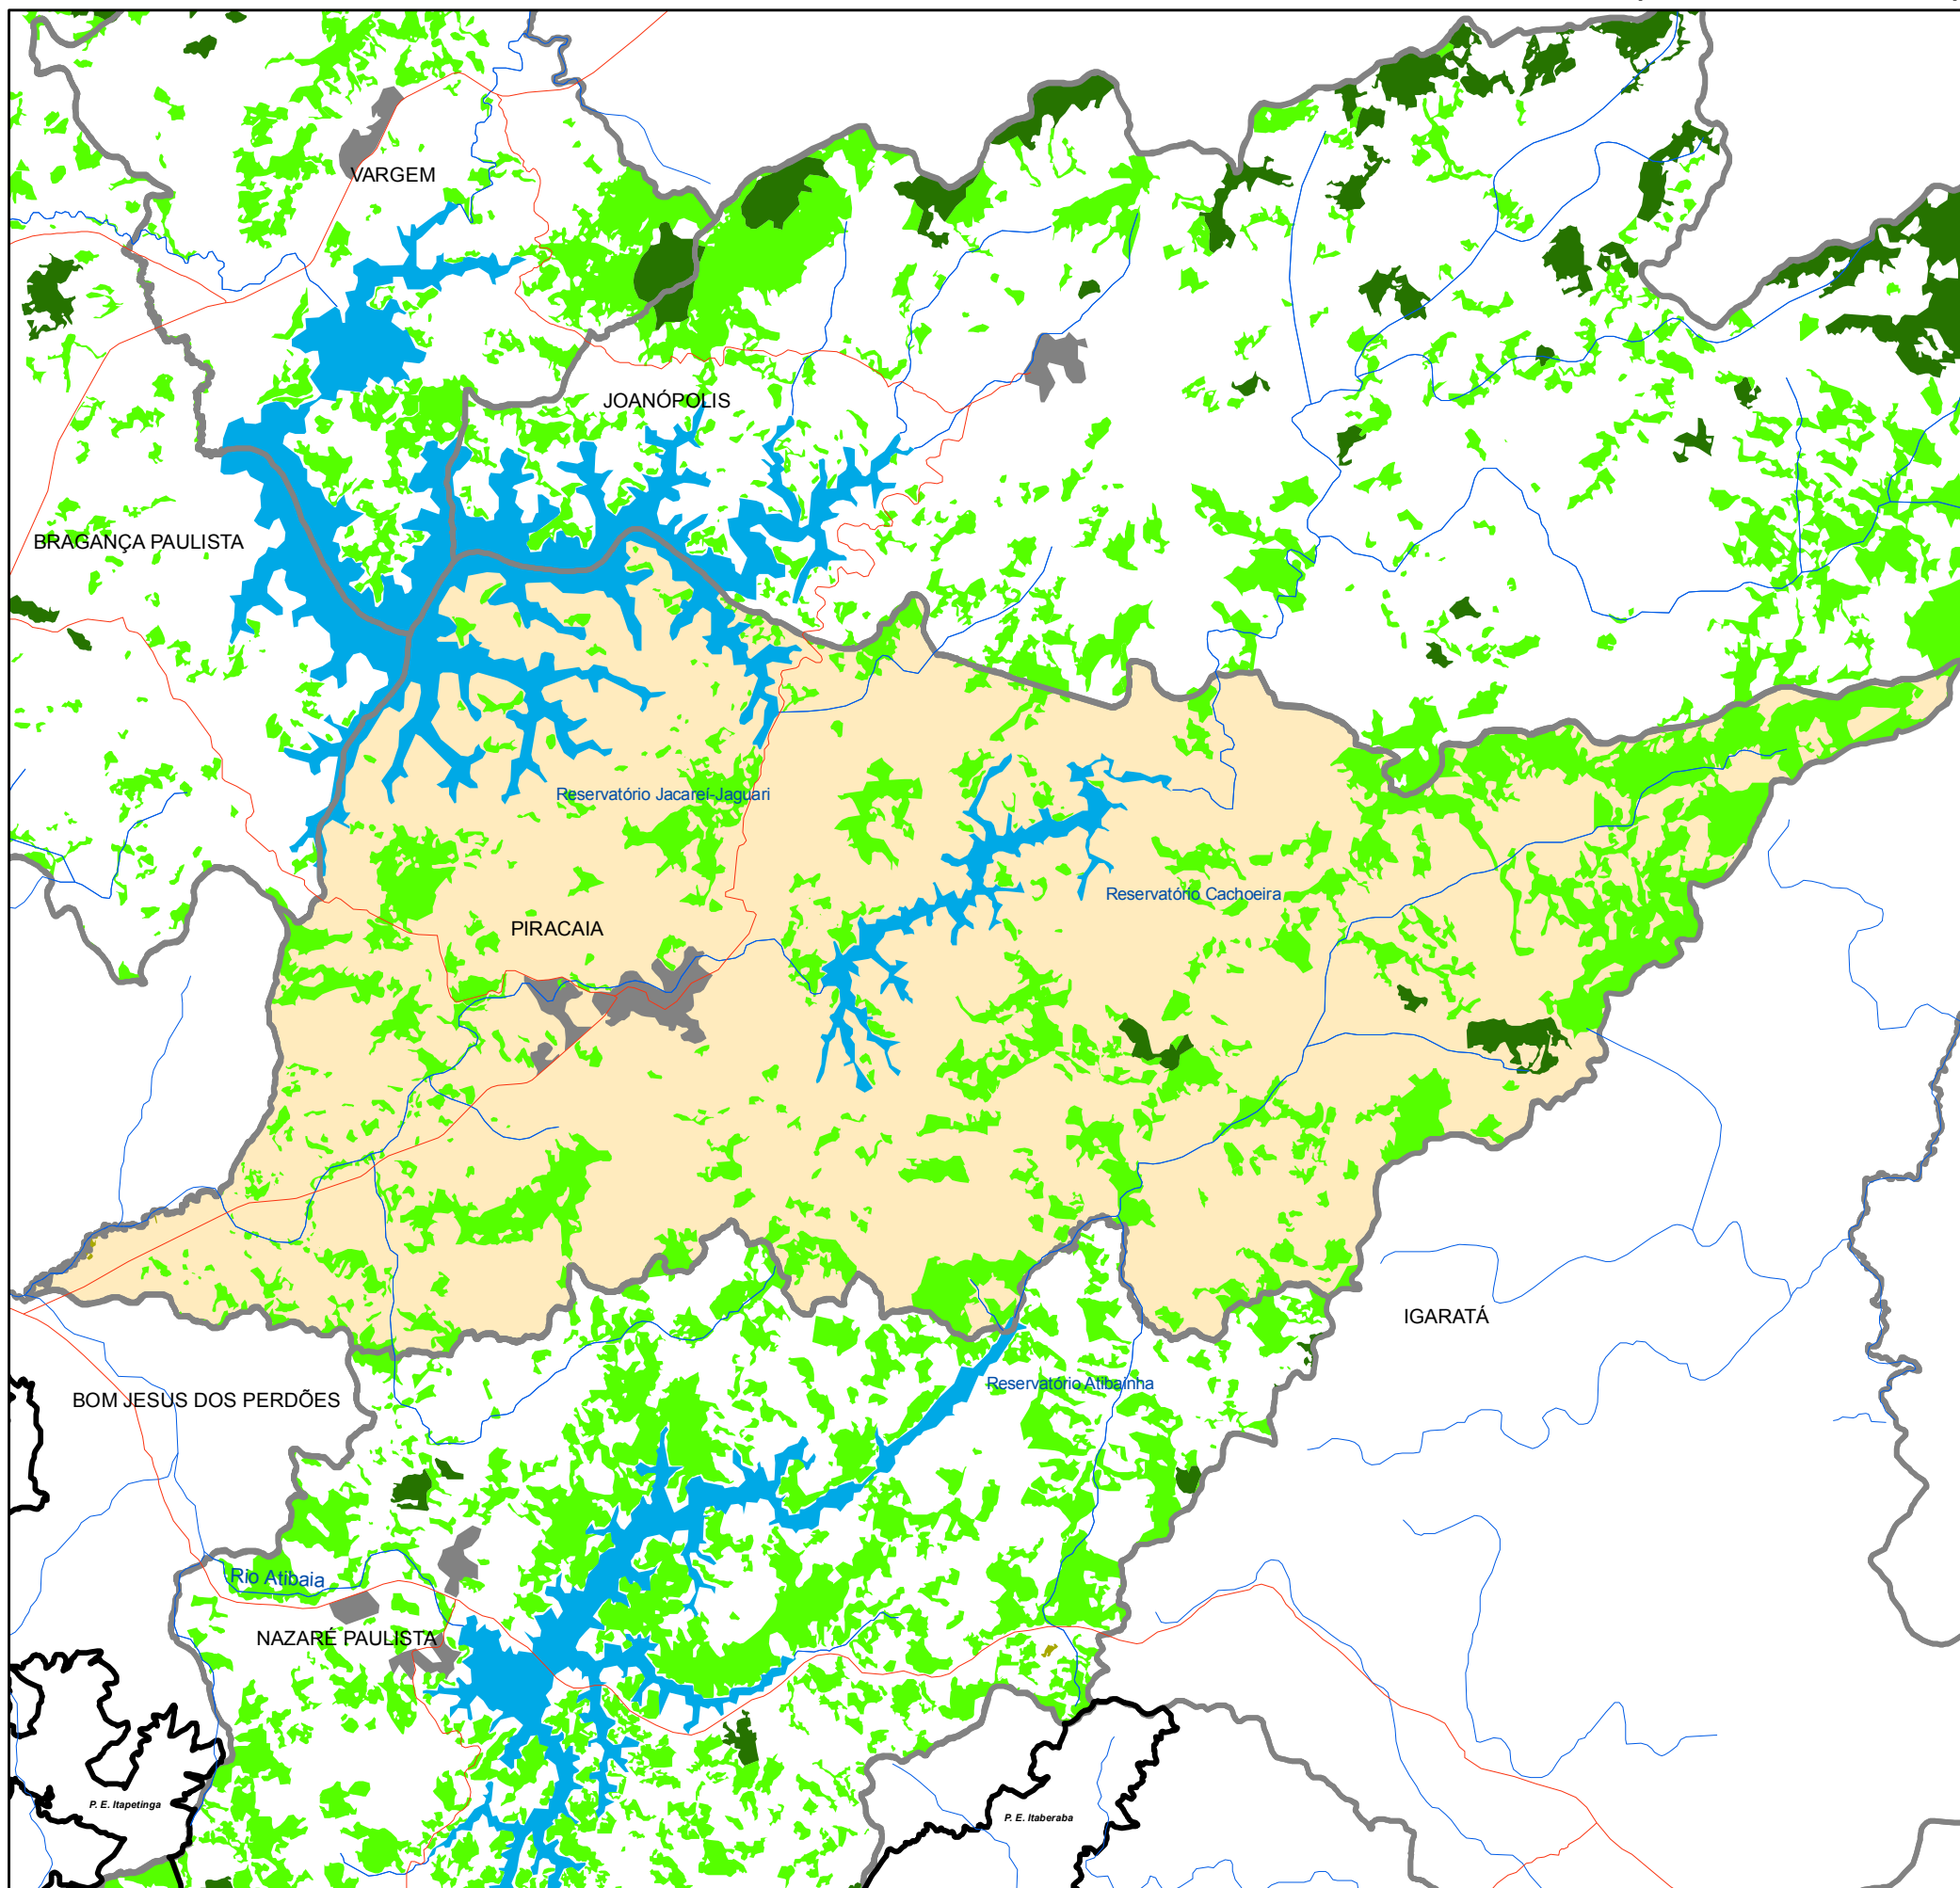 VARGEM
JOANÓPOLIS
BRAGANÇA PAULISTA
Reservatório Jacareí-Jaguari
Reservatório Cachoeira
PIRACAIA
IGARATÁ
Reservatório Atibainha
BOM JESUS DOS PERDÕES
Rio Atibaia
NAZARÉ PAULISTA
P. E. Itapetinga
P. E. Itaberaba